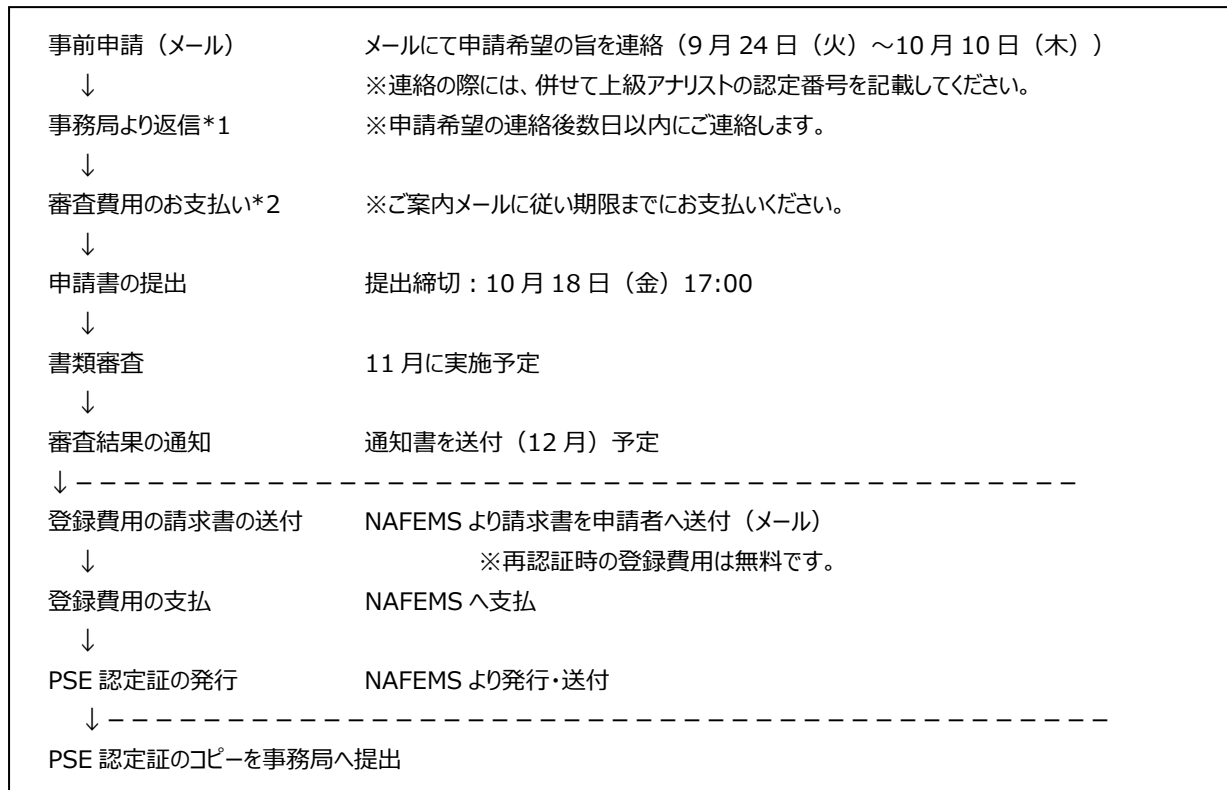 事前申請（メール） メールにて申請希望の旨を連絡（9 月 24 日（火）～10 月 10 日（木））
↓ ※連絡の際には、併せて上級アナリストの認定番号を記載してください。
事務局より返信*1 ※申請希望の連絡後数日以内にご連絡します。
↓
審査費用のお支払い*2 ※ご案内メールに従い期限までにお支払いください。
↓
申請書の提出 提出締切：10 月 18 日（金）17:00
↓
書類審査 11 月に実施予定
↓
審査結果の通知 通知書を送付（12 月）予定
↓－－－－－－－－－－－－－－－－－－－－－－－－－－－－－－－－－－－－－－－－－－
登録費用の請求書の送付 NAFEMS より請求書を申請者へ送付（メール）
↓ ※再認証時の登録費用は無料です。
登録費用の支払 NAFEMS へ支払
↓
PSE 認定証の発行 NAFEMS より発行・送付
↓－－－－－－－－－－－－－－－－－－－－－－－－－－－－－－－－－－－－－－－－－－
PSE 認定証のコピーを事務局へ提出